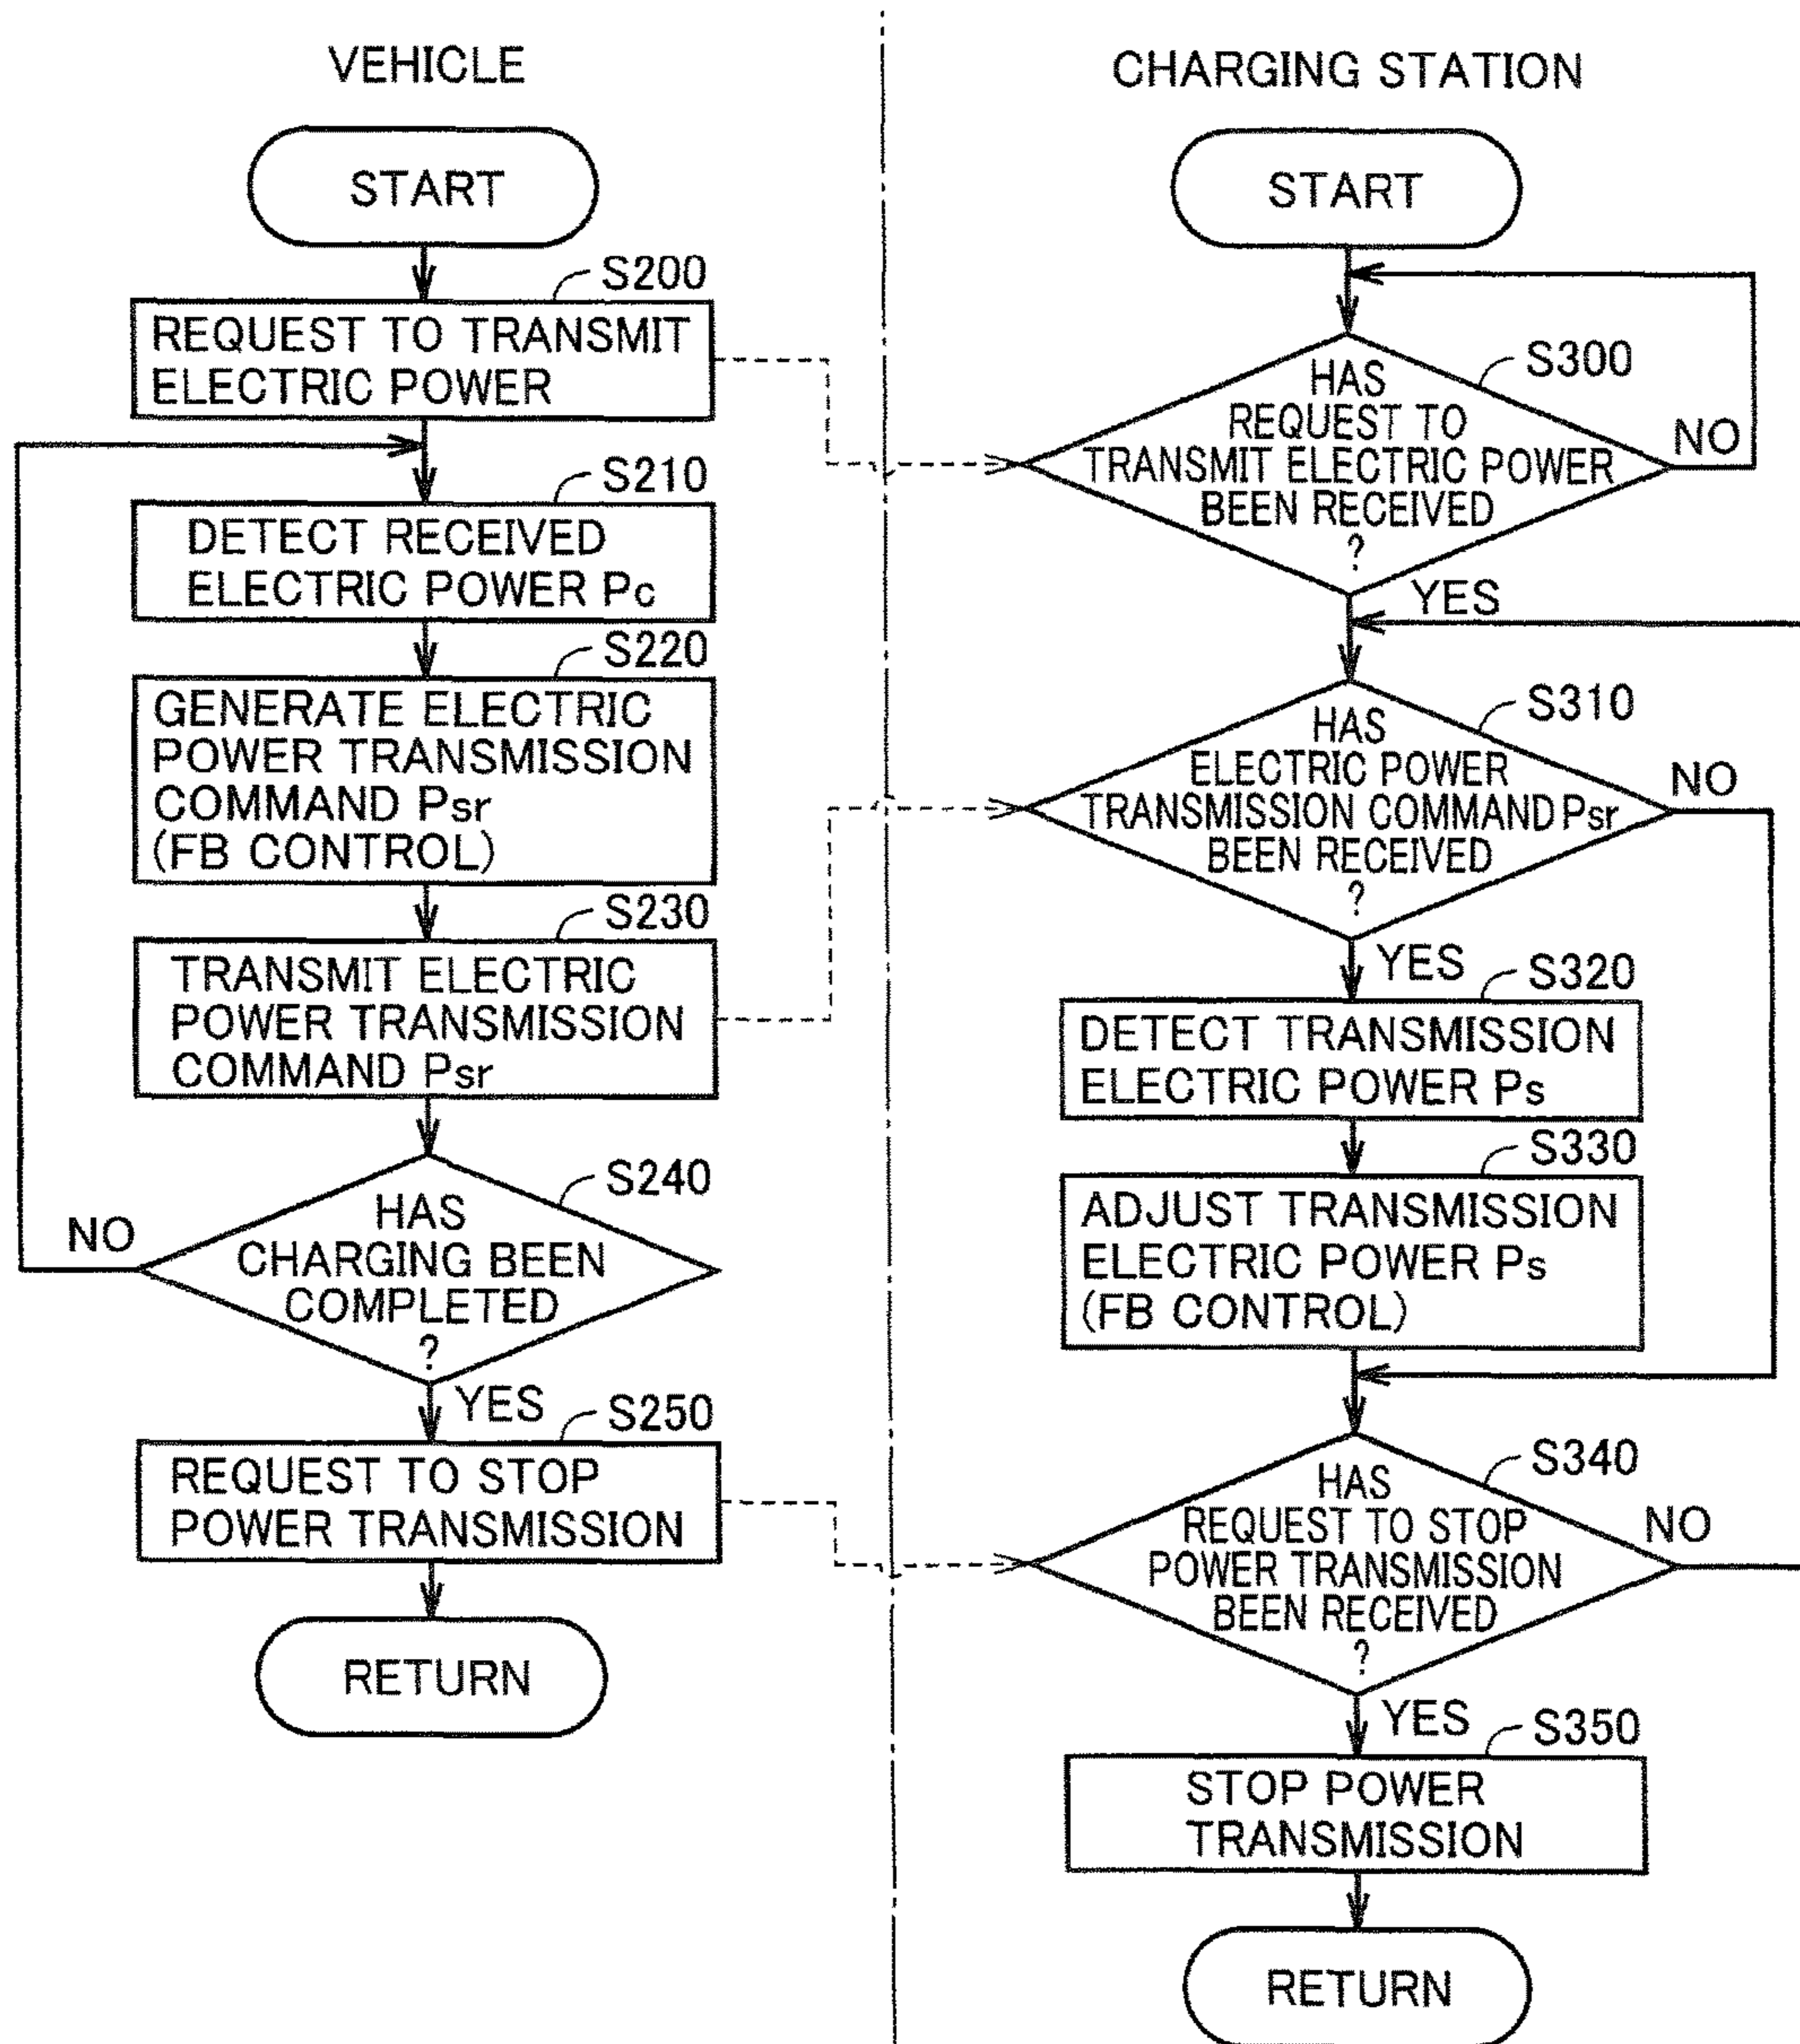 VEHICLE
START
S200
REQUEST TO TRANSMIT
ELECTRIC POWER
S210
DETECT RECEIVED
ELECTRIC POWER Pc
S220
GENERATE ELECTRIC
POWER TRANSMISSION
COMMAND Psr
(FB CONTROL)
S230
TRANSMIT ELECTRIC
POWER TRANSMISSION
COMMAND Psr
S240
HAS
CHARGING BEEN
COMPLETED
?
NO
YES
S250
REQUEST TO STOP
POWER TRANSMISSION
RETURN
CHARGING STATION
START
S300
HAS
REQUEST TO
TRANSMIT ELECTRIC POWER
BEEN RECEIVED
?
NO
YES
S310
HAS
ELECTRIC POWER
TRANSMISSION COMMAND Psr
BEEN RECEIVED
?
NO
YES
S320
DETECT TRANSMISSION
ELECTRIC POWER Ps
S330
ADJUST TRANSMISSION
ELECTRIC POWER Ps
(FB CONTROL)
S340
HAS
REQUEST TO STOP
POWER TRANSMISSION
BEEN RECEIVED
?
NO
YES
S350
STOP POWER
TRANSMISSION
RETURN